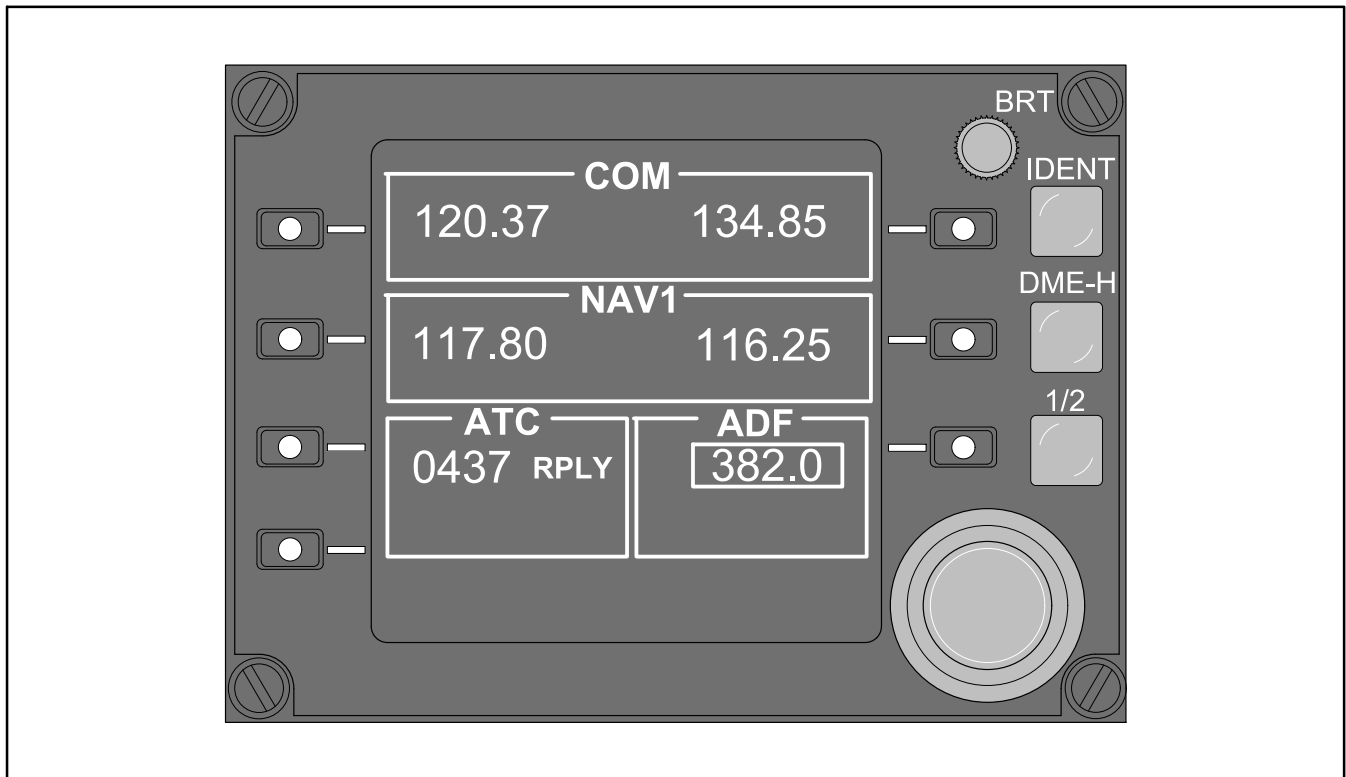 BRT
IDENT
COM
120.37 134.85
DME-H
NAV1
117.80 116.25
1/2
ATC ADF
0437 RPLY 382.0